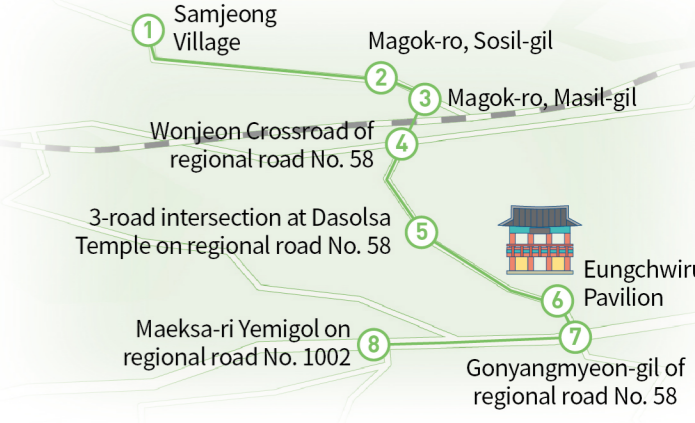 1
Samjeong
Village
2
Magok-ro, Sosil-gil
3
Magok-ro, Masil-gil
4
Wonjeon Crossroad of
regional road No. 58
5
3-road intersection at Dasolsa
Temple on regional road No. 58
6
Eungchwiru
Pavilion
7
Gonyangmyeon-gil of
regional road No. 58
8
Maeksa-ri Yemigol on
regional road No. 1002